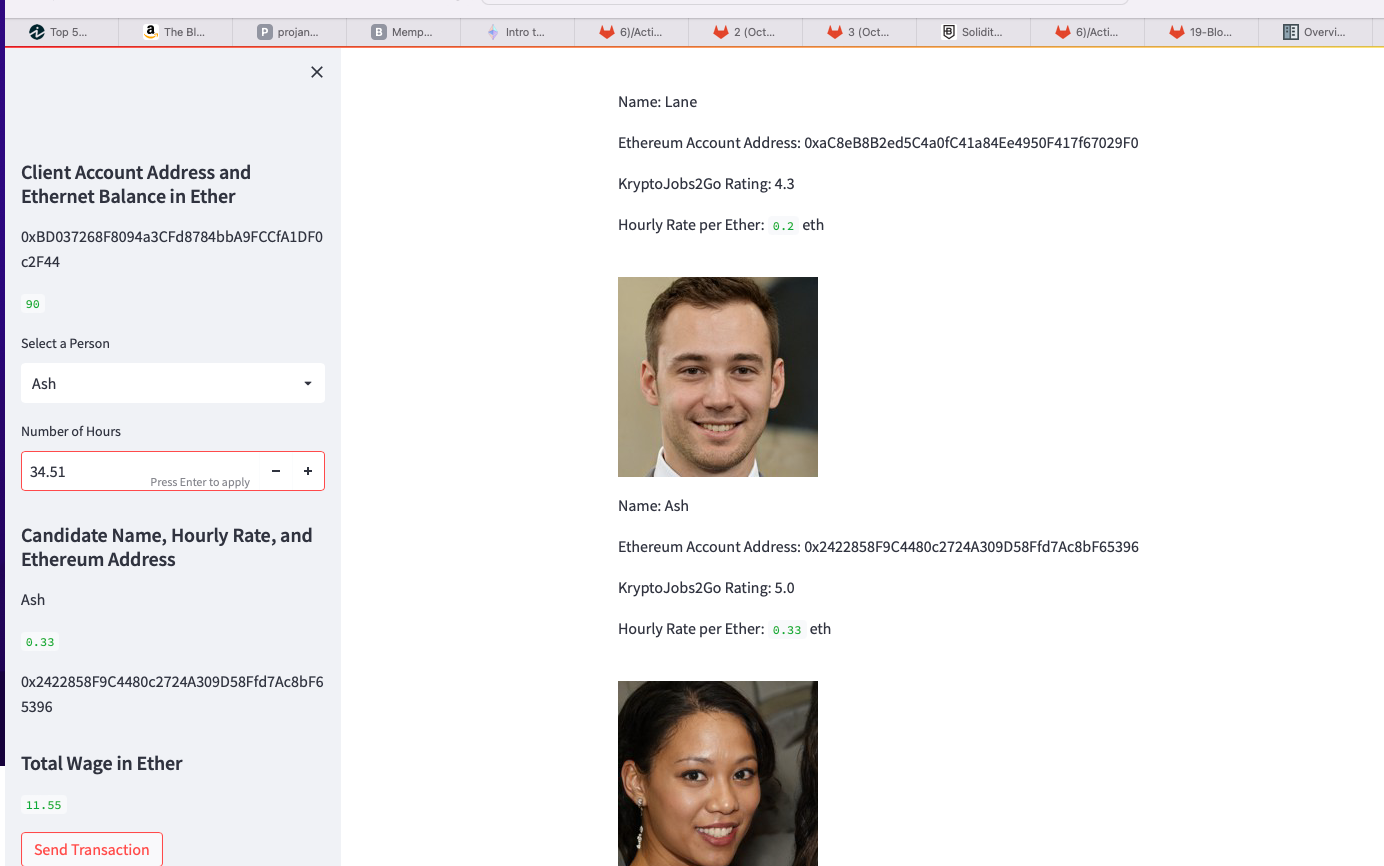 Top 5...
The Bl...
projan...
Memp...
Intro t...
6)/Acti...
2 (Oct...
3 (Oct...
Solidit...
6)/Acti...
19-Blo...
Overvi...
Client Account Address and
Ethernet Balance in Ether
0xBD037268F8094a3CFd8784bbA9FCCfA1DF0
c2F44
90
Select a Person
Ash
Number of Hours
34.51
Press Enter to apply
Candidate Name, Hourly Rate, and
Ethereum Address
Ash
0.33
0x2422858F9C4480c2724A309D58Ffd7Ac8bF6
5396
Total Wage in Ether
11.55
Send Transaction
Name: Lane
Ethereum Account Address: 0xaC8eB8B2ed5C4a0fC41a84Ee4950F417f67029F0
KryptoJobs2Go Rating: 4.3
Hourly Rate per Ether: 0.2 eth
Name: Ash
Ethereum Account Address: 0x2422858F9C4480c2724A309D58Ffd7Ac8bF65396
KryptoJobs2Go Rating: 5.0
Hourly Rate per Ether: 0.33 eth